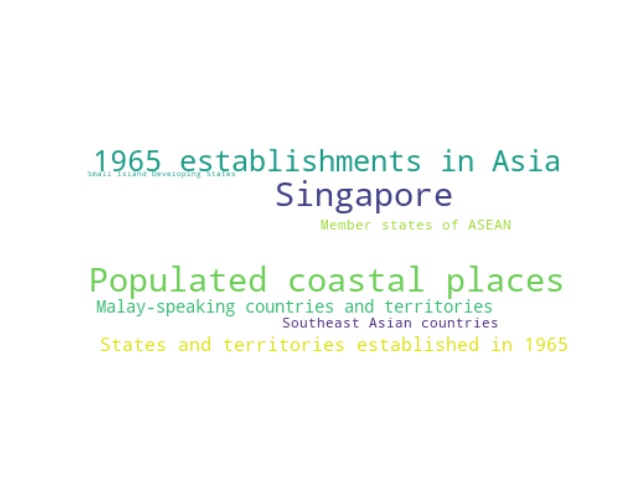 1965 establishments in Asia
Small Island Developing States
Singapore
Member states of ASEAN
Populated coastal places
Malay-speaking countries and territories
Southeast Asian countries
States and territories established in 1965